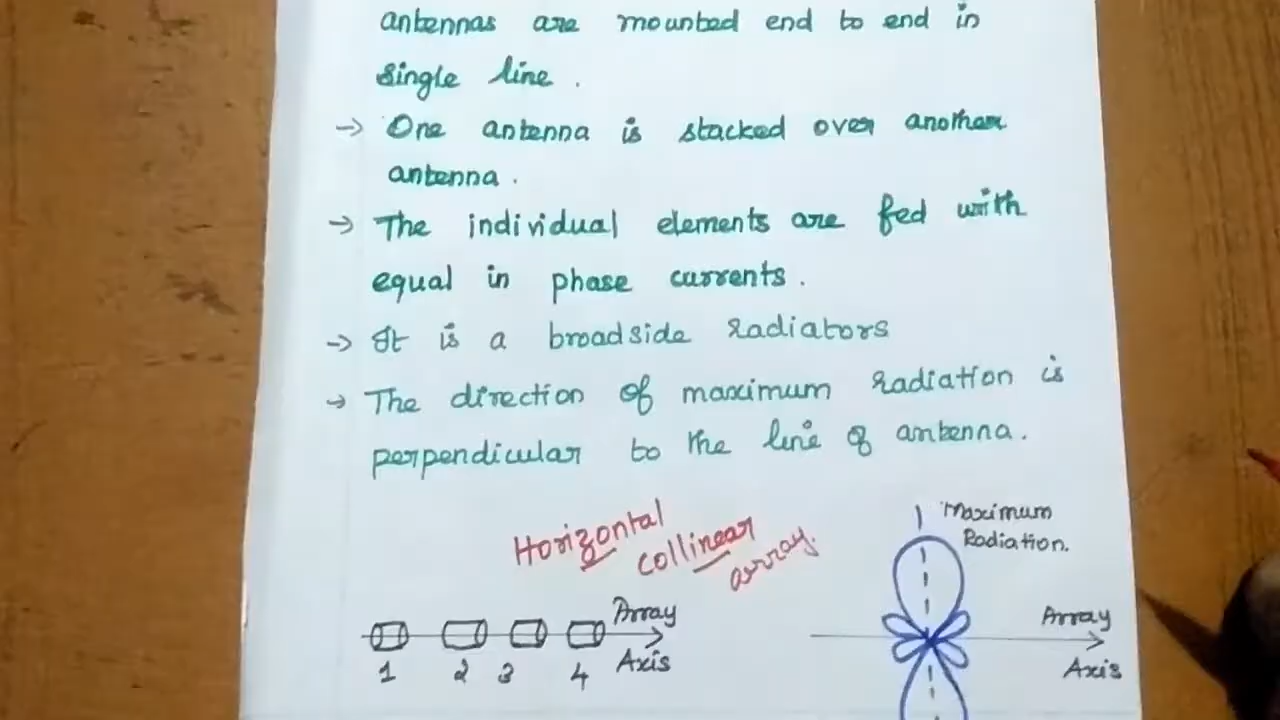 antennas are mounted end to end in
single line.
→ One antenna is stacked over another
antenna.
→ The individual elements are fed with
equal in phase currents.
→ It is a broadside radiators
→ The direction of maximum radiation is
perpendicular to the line of antenna.
Horizontal
collinear
array.
Maximum
Radiation.
Array
Axis
1 2 3 4
Array
Axis